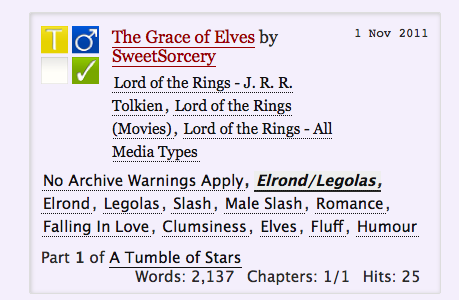 T
The Grace of Elves by
1 Nov 2011
SweetSorcery
Lord of the Rings - J. R. R.
Tolkien, Lord of the Rings
(Movies), Lord of the Rings - All
Media Types
No Archive Warnings Apply, Elrond/Legolas,
Elrond, Legolas, Slash, Male Slash, Romance,
Falling In Love, Clumsiness, Elves, Fluff, Humour
Part 1 of A Tumble of Stars
Words: 2,137 Chapters: 1/1 Hits: 25